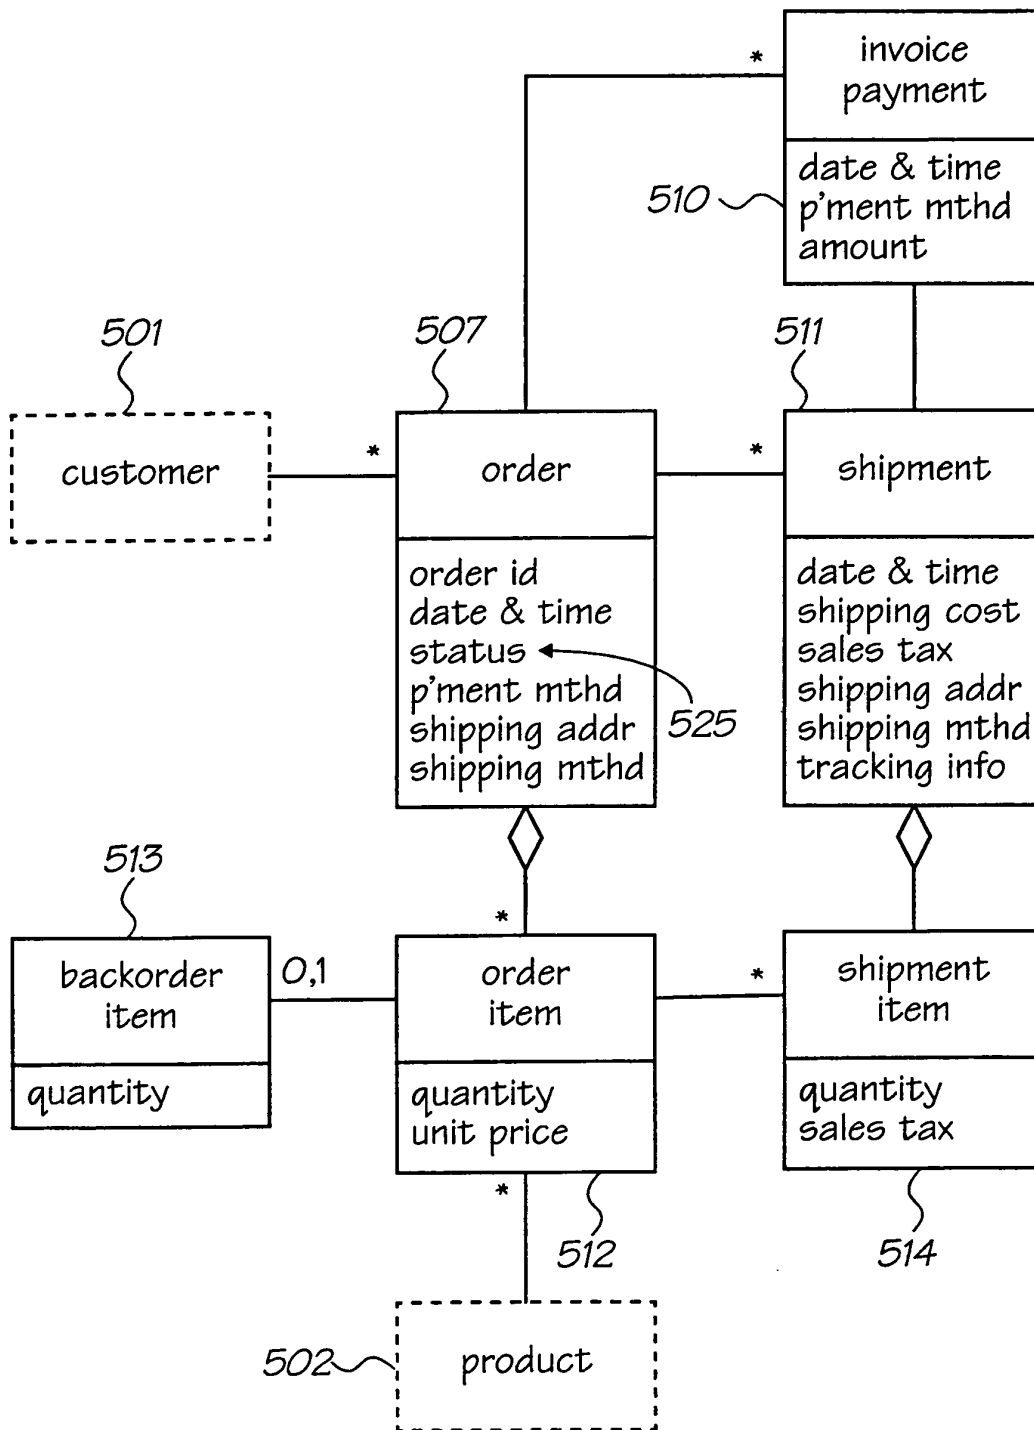 *
invoice
payment
date & time
p'ment mthd
amount
510
501
507
511
customer
*
order
*
shipment
order id
date & time
status
p'ment mthd
shipping addr
shipping mthd
525
date & time
shipping cost
sales tax
shipping addr
shipping mthd
tracking info
513
*
backorder
item
0,1
order
item
*
shipment
item
quantity
quantity
unit price
quantity
sales tax
*
512
514
502
product